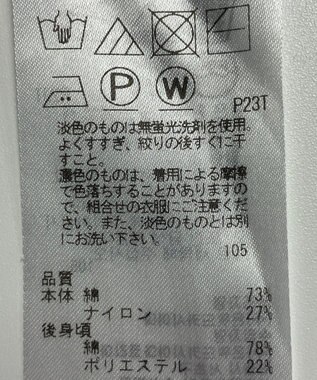 P
W
P23T
淡色のものは無蛍光洗剤を使用。
よくすすぎ、絞りの後すぐに干
すこと。
濃色のものは、着用による摩擦
で色落ちすることがありますの
で、組合せの衣服にご注意くだ
さい。また、淡色のものとは別
にお洗い下さい。
105
品質
本体 綿 73%
ナイロン 27%
後身頃
綿 78%
ポリエステル 22%